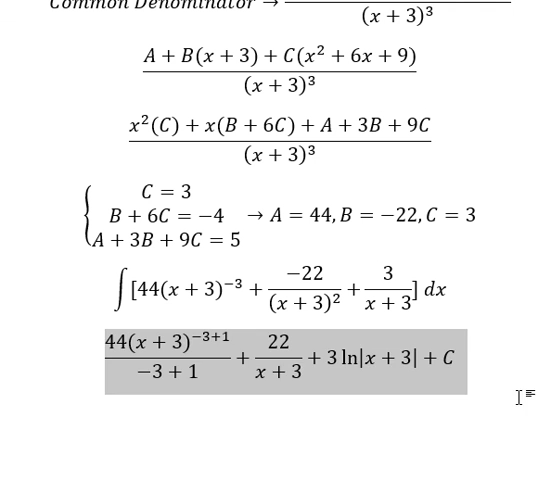 Common Denominator →
(x + 3)³
A + B(x + 3) + C(x² + 6x + 9)
(x + 3)³
x²(C) + x(B + 6C) + A + 3B + 9C
(x + 3)³
C = 3
B + 6C = −4 → A = 44, B = −22, C = 3
A + 3B + 9C = 5
∫ [44(x + 3)⁻³ + −22/(x + 3)² + 3/(x + 3)] dx
44(x + 3)⁻³⁺¹/(−3 + 1) + 22/(x + 3) + 3 ln|x + 3| + C